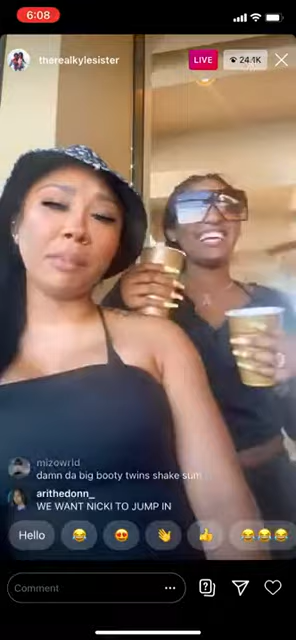 6:08
therealkylesister
LIVE
24.1K
mizowrld
damn da big booty twins shake sum
arithedonn_
WE WANT NICKI TO JUMP IN
Hello
Comment